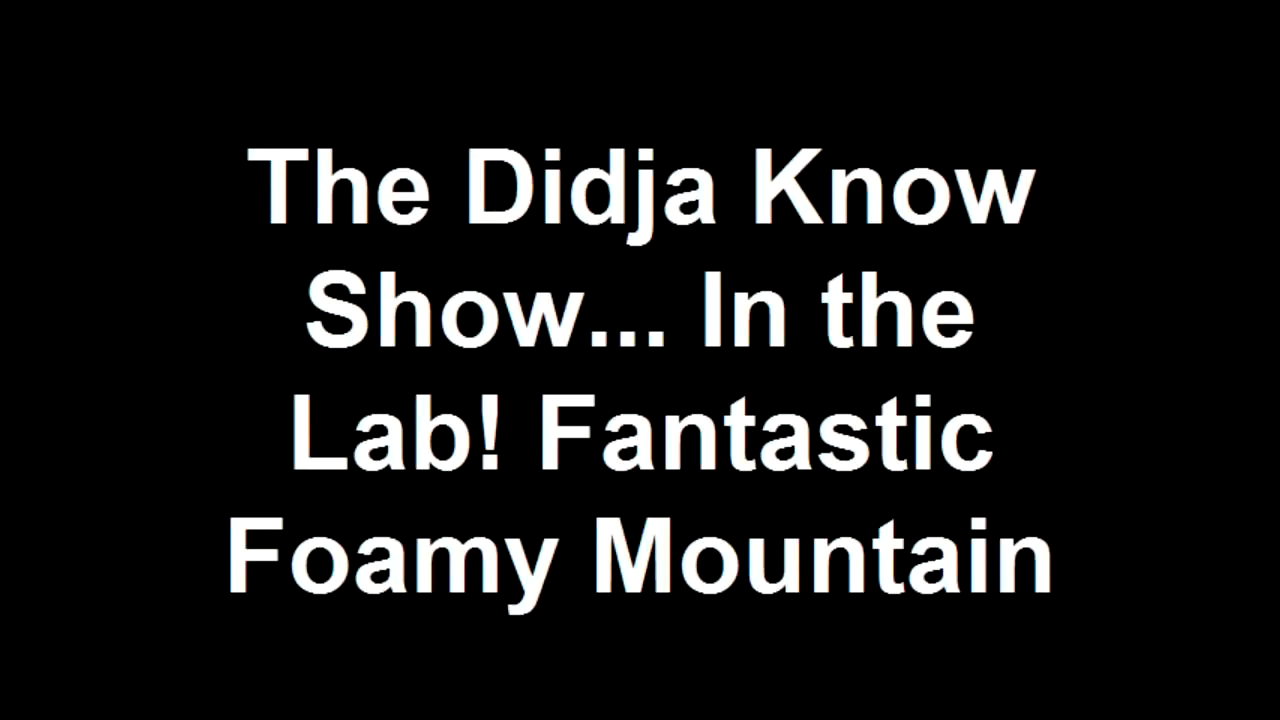 The Didja Know
Show... In the
Lab! Fantastic
Foamy Mountain